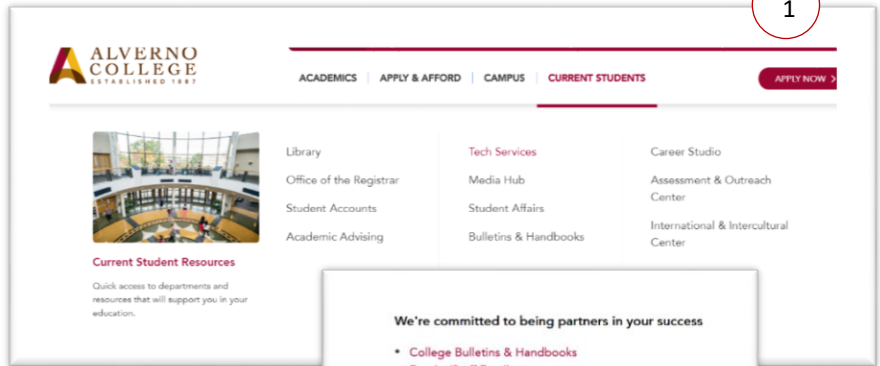 1
ALVERNO
COLLEGE
ESTABLISHED 1887
ACADEMICS APPLY & AFFORD CAMPUS CURRENT STUDENTS APPLY NOW >
Library
Office of the Registrar
Student Accounts
Academic Advising
Tech Services
Media Hub
Student Affairs
Bulletins & Handbooks
Career Studio
Assessment & Outreach
Center
International & Intercultural
Center
Current Student Resources
Quick access to departments and
resources that will support you in your
education.
We're committed to being partners in your success
• College Bulletins & Handbooks